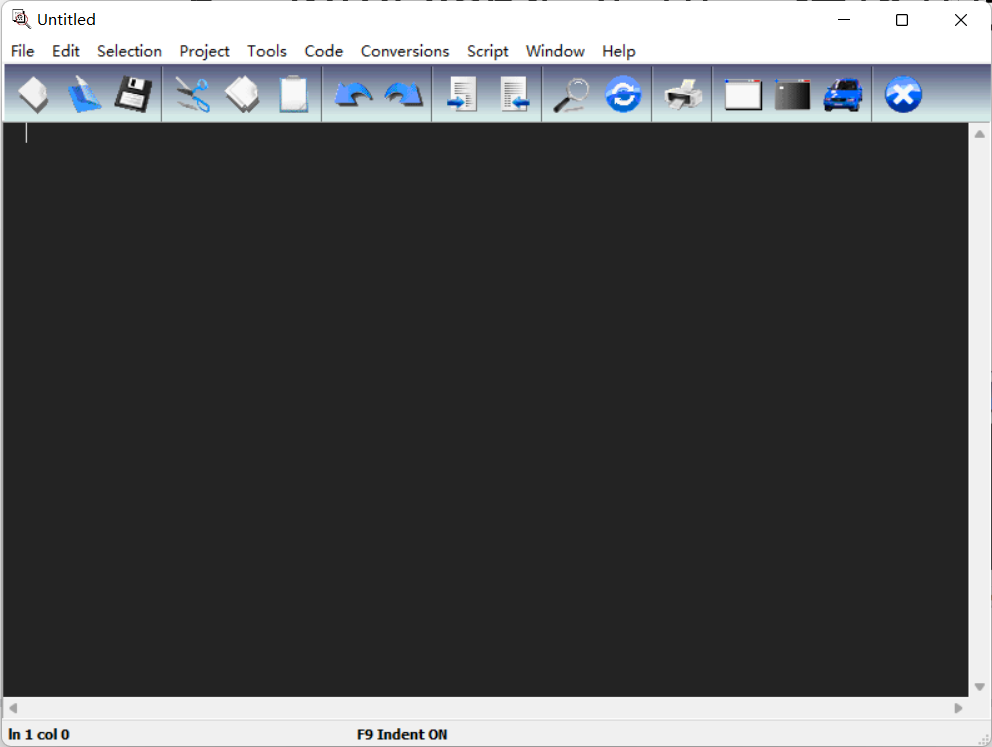 Untitled
File Edit Selection Project Tools Code Conversions Script Window Help
ln 1 col 0 F9 Indent ON